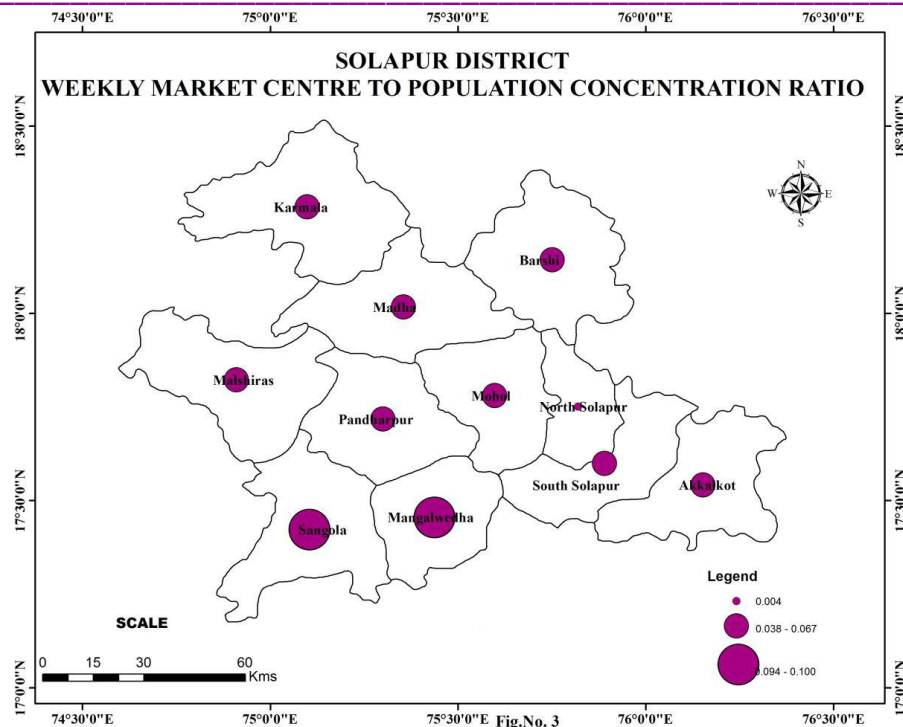 74°30'0"E 75°0'0"E 75°30'0"E 76°0'0"E 76°30'0"E
SOLAPUR DISTRICT
WEEKLY MARKET CENTRE TO POPULATION CONCENTRATION RATIO
18°30'0"N 18°30'0"N
N
W E
S
Karmala
Barshi
Madha
18°0'0"N 18°0'0"N
Malshiras
Mohol
North Solapur
Pandharpur
South Solapur
Akkalkot
17°30'0"N 17°30'0"N
Mangalwedha
Sangola
Legend
0.004
0.038 - 0.067
0.094 - 0.100
SCALE
0 15 30 60
Kms
17°0'0"N 17°0'0"N
74°30'0"E 75°0'0"E 75°30'0"E 76°0'0"E 76°30'0"E
Fig.No. 3